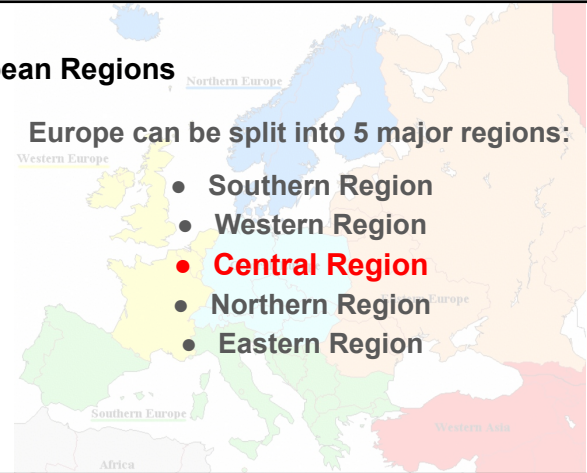 ean Regions
Northern Europe
Europe can be split into 5 major regions:
Western Europe
● Southern Region
● Western Region
● Central Region
● Northern Region
Europe
● Eastern Region
Southern Europe
Western Asia
Africa